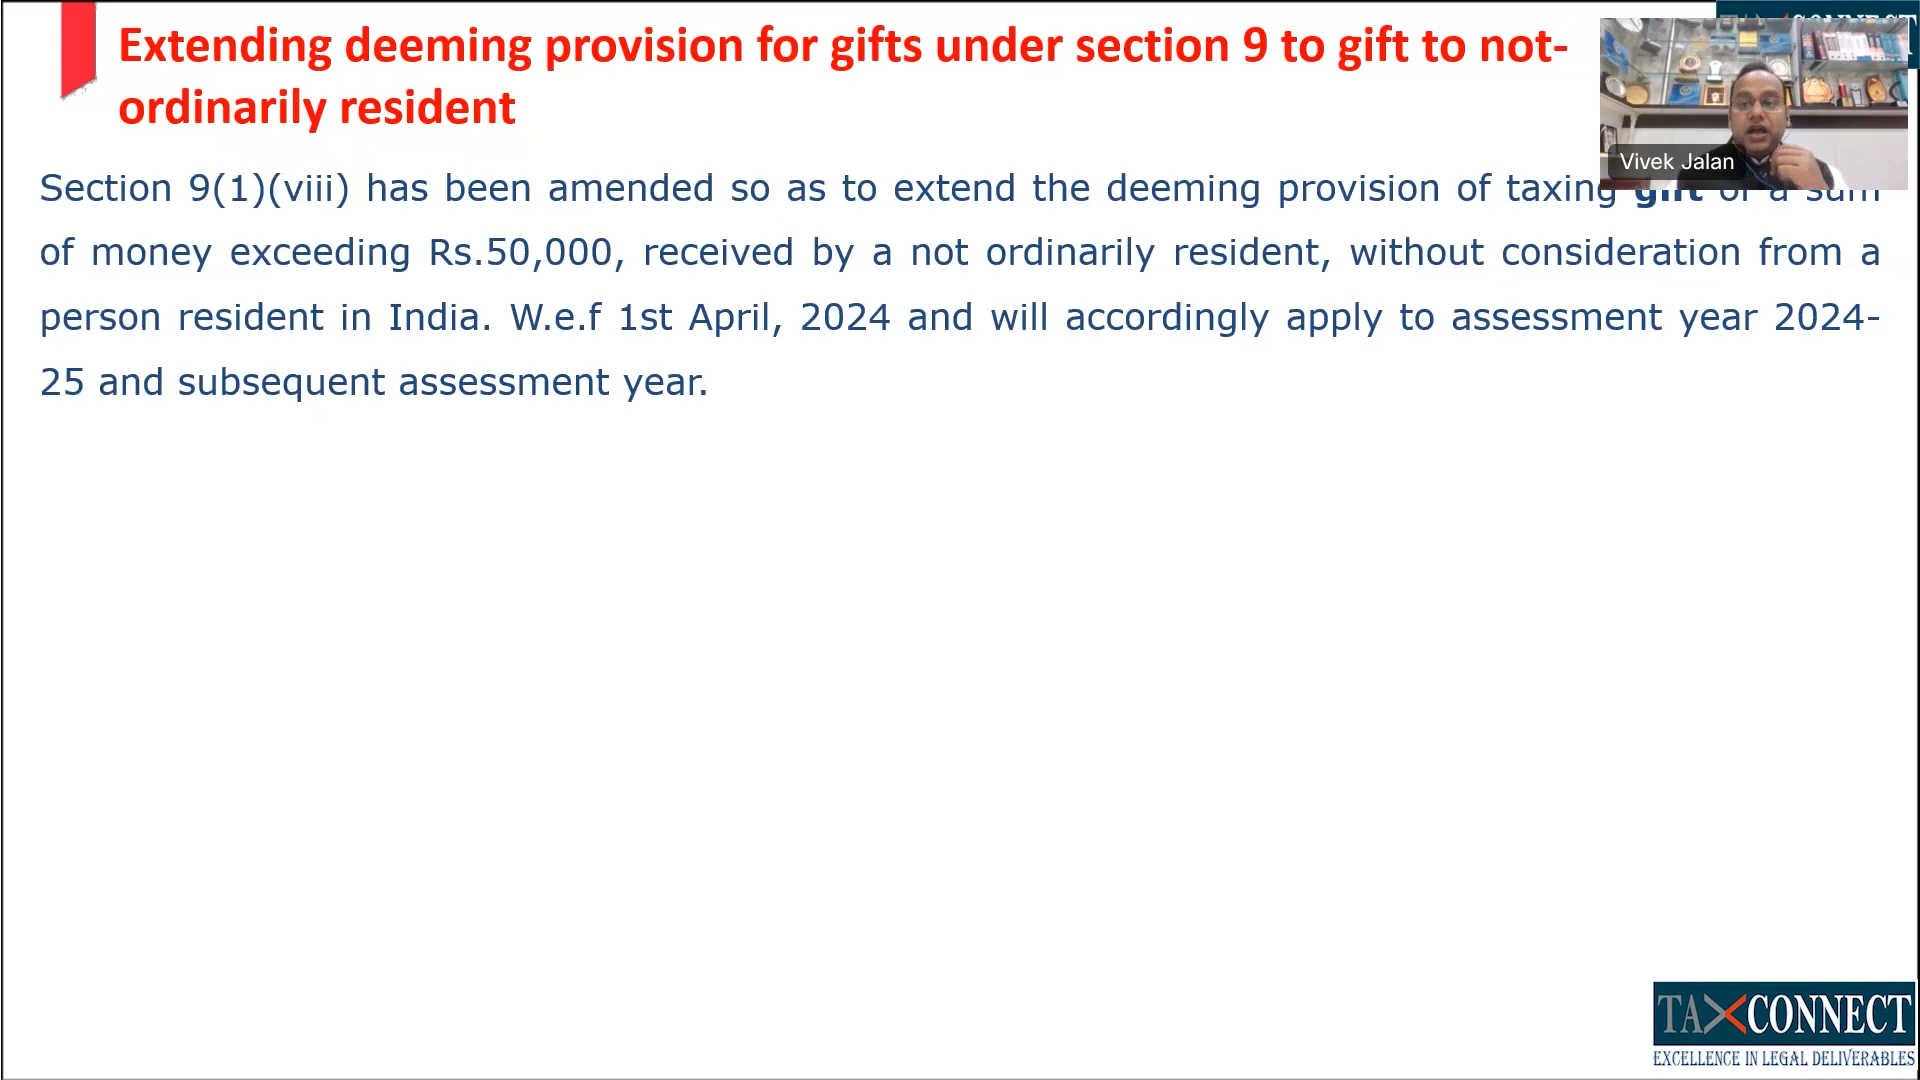 Extending deeming provision for gifts under section 9 to gift to not-
ordinarily resident
Vivek Jalan
Section 9(1)(viii) has been amended so as to extend the deeming provision of taxing gift of a sum
of money exceeding Rs.50,000, received by a not ordinarily resident, without consideration from a
person resident in India. W.e.f 1st April, 2024 and will accordingly apply to assessment year 2024-
25 and subsequent assessment year.
TAXCONNECT
EXCELLENCE IN LEGAL DELIVERABLES